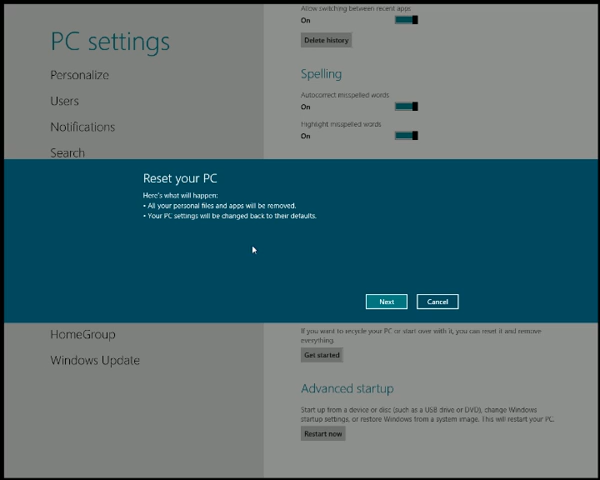 PC settings
Personalize
Users
Notifications
Search
HomeGroup
Windows Update
Allow switching between recent apps
On
Delete history
Spelling
Autocorrect misspelled words
On
Highlight misspelled words
On
Reset your PC
Here's what will happen:
• All your personal files and apps will be removed.
• Your PC settings will be changed back to their defaults.
Next
Cancel
If you want to recycle your PC or start over with it, you can reset it and remove
everything.
Get started
Advanced startup
Start up from a device or disc (such as a USB drive or DVD), change Windows
startup settings, or restore Windows from a system image. This will restart your PC.
Restart now